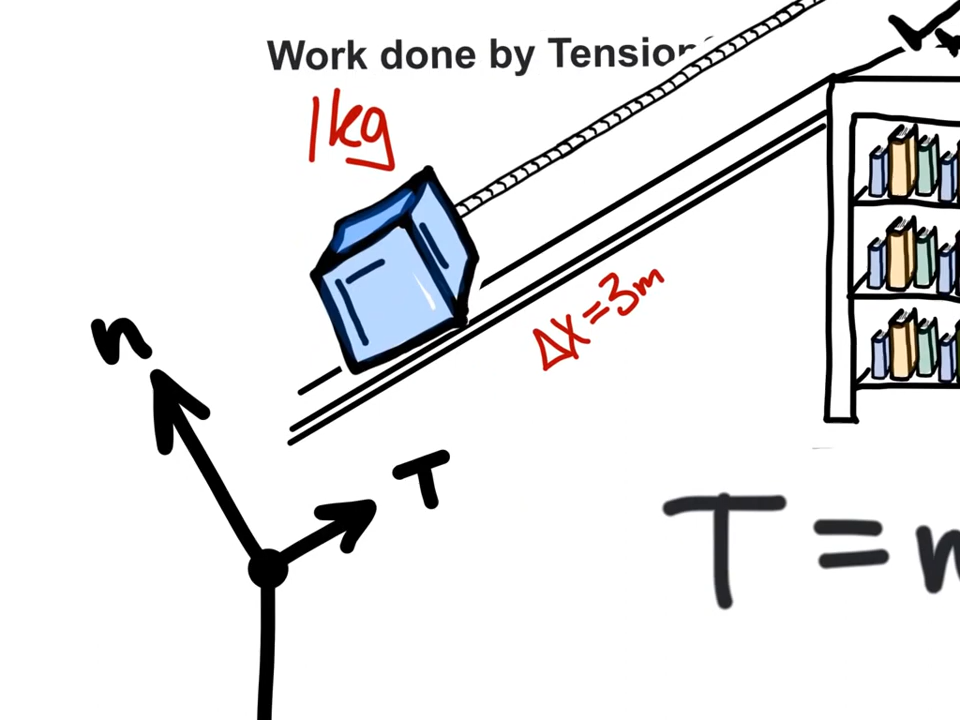 Work done by Tension
1kg
ΔX=3m
n
T
T =